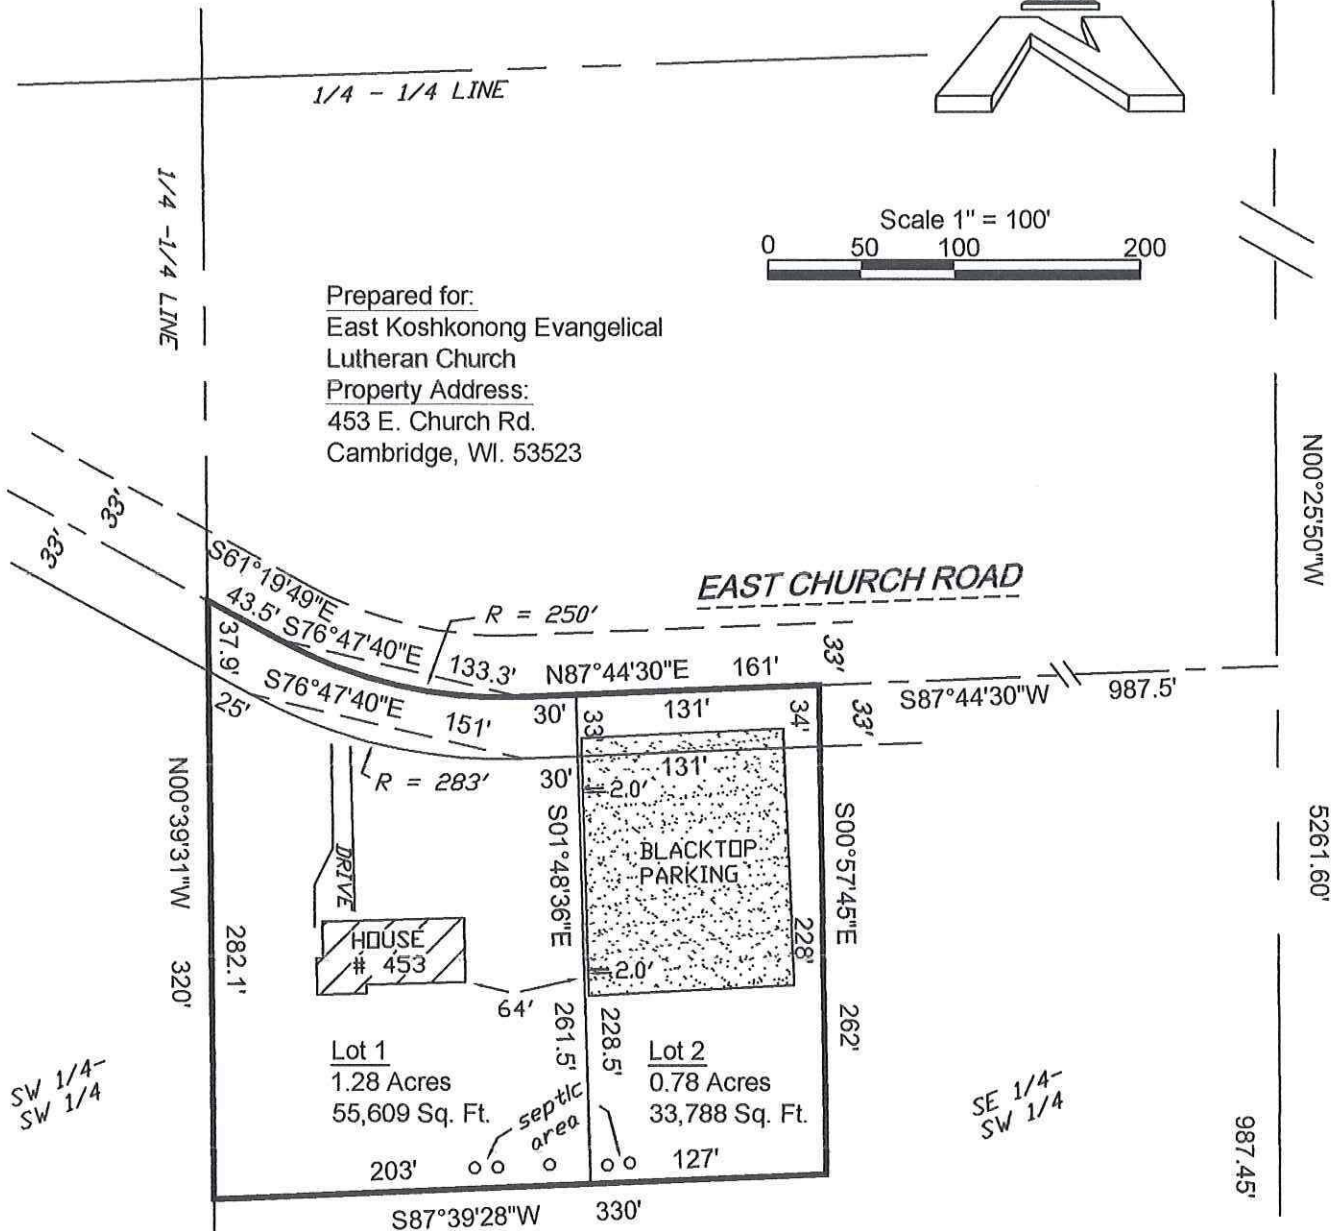 1/4 - 1/4 LINE
1/4 -1/4 LINE
Scale 1" = 100'
0 50 100 200
Prepared for:
East Koshkonong Evangelical
Lutheran Church
Property Address:
453 E. Church Rd.
Cambridge, WI. 53523
N00°25'50"W
33'
33'
S61°19'49"E
43.5'
S76°47'40"E
R = 250'
EAST CHURCH ROAD
37.9'
133.3'
N87°44'30"E
161'
33'
S87°44'30"W
987.5'
25'
S76°47'40"E
151'
30'
33'
131'
34'
33'
R = 283'
30'
131'
2.0'
N00°39'31"W
S01°48'36"E
BLACKTOP
PARKING
S00°57'45"E
5261.60'
DRIVE
HOUSE
# 453
282.1'
320'
64'
2.0'
228'
261.5'
228.5'
262'
Lot 1
1.28 Acres
55,609 Sq. Ft.
Lot 2
0.78 Acres
33,788 Sq. Ft.
septic
area
SW 1/4-
SW 1/4
SE 1/4-
SW 1/4
987.45'
203'
127'
S87°39'28"W
330'